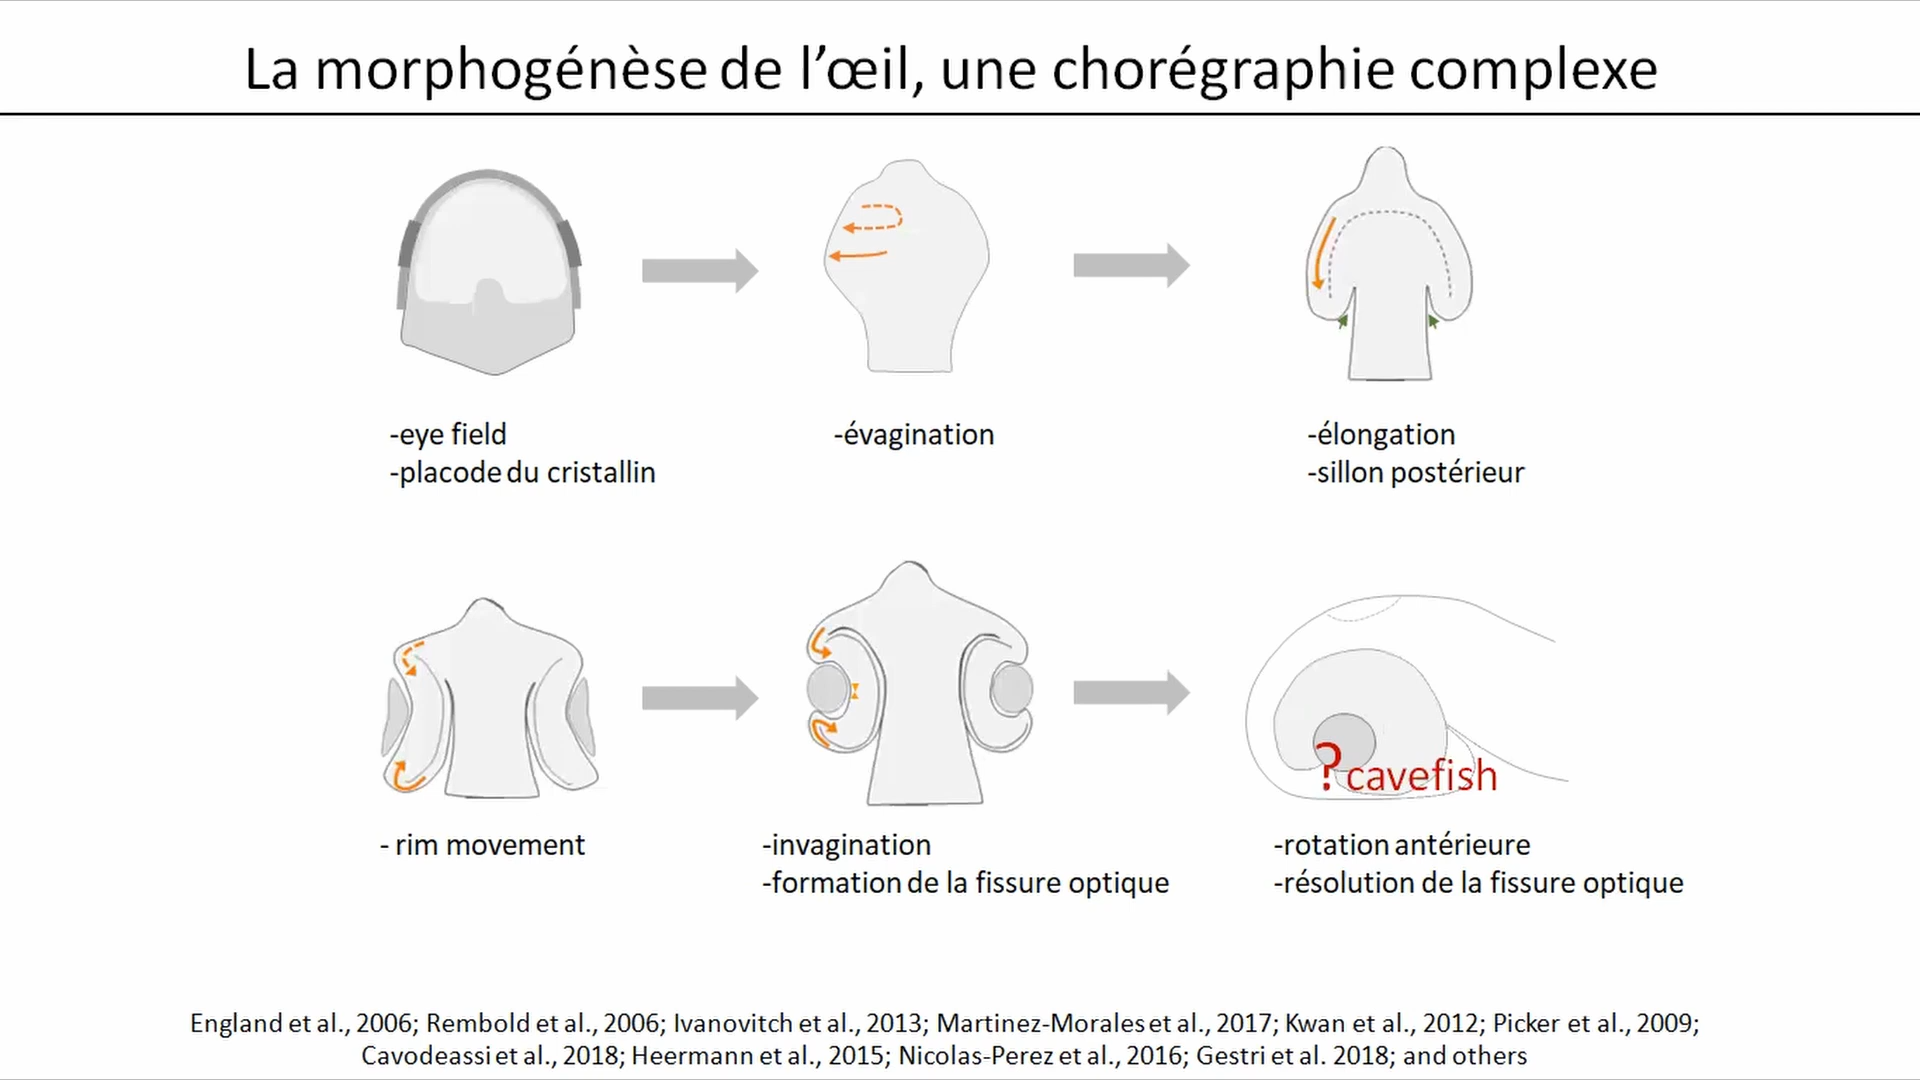 La morphogénèse de l’œil, une chorégraphie complexe
-eye field
-placode du cristallin
-évagination
-élongation
-sillon postérieur
- rim movement
-invagination
-formation de la fissure optique
? cavefish
-rotation antérieure
-résolution de la fissure optique
England et al., 2006; Rembold et al., 2006; Ivanovitch et al., 2013; Martinez-Morales et al., 2017; Kwan et al., 2012; Picker et al., 2009;
Cavodeassi et al., 2018; Heermann et al., 2015; Nicolas-Perez et al., 2016; Gestri et al. 2018; and others